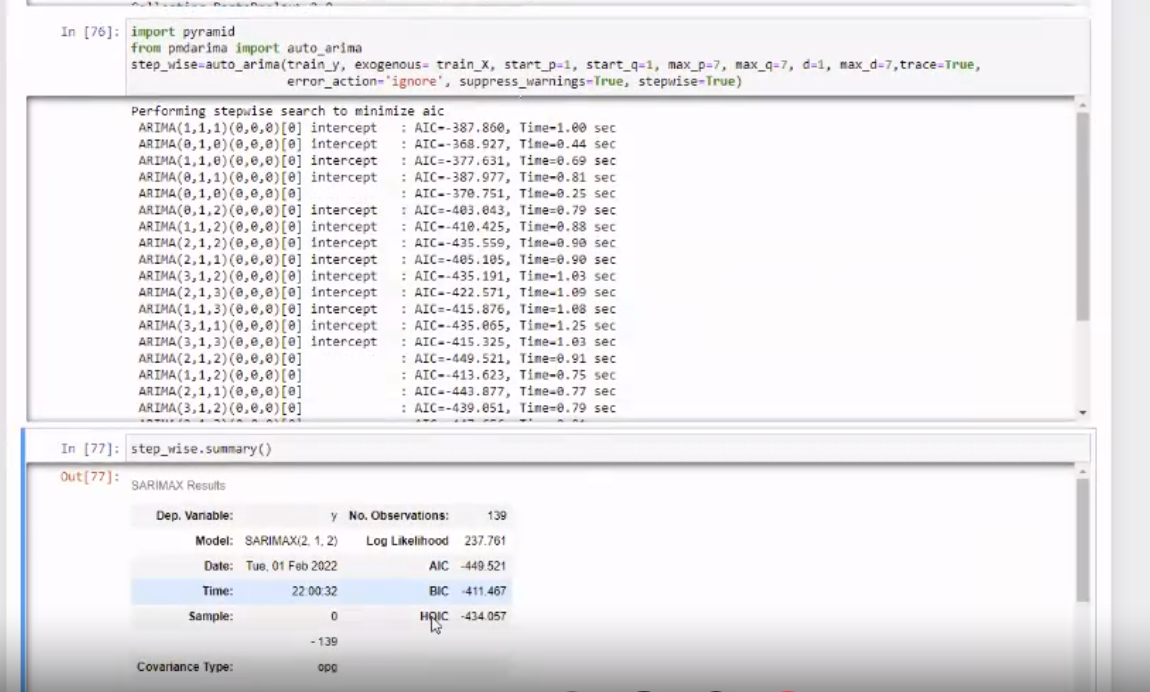 In [76]: import pyramid
from pmdarima import auto_arima
step_wise=auto_arima(train_y, exogenous= train_X, start_p=1, start_q=1, max_p=7, max_q=7, d=1, max_d=7,trace=True,
error_action='ignore', suppress_warnings=True, stepwise=True)
Performing stepwise search to minimize aic
ARIMA(1,1,1)(0,0,0)[0] intercept : AIC=-387.860, Time=1.00 sec
ARIMA(0,1,0)(0,0,0)[0] intercept : AIC=-368.927, Time=0.44 sec
ARIMA(1,1,0)(0,0,0)[0] intercept : AIC=-377.631, Time=0.69 sec
ARIMA(0,1,1)(0,0,0)[0] intercept : AIC=-387.977, Time=0.81 sec
ARIMA(0,1,0)(0,0,0)[0] : AIC=-370.751, Time=0.25 sec
ARIMA(0,1,2)(0,0,0)[0] intercept : AIC=-403.043, Time=0.79 sec
ARIMA(1,1,2)(0,0,0)[0] intercept : AIC=-410.425, Time=0.88 sec
ARIMA(2,1,2)(0,0,0)[0] intercept : AIC=-435.559, Time=0.90 sec
ARIMA(2,1,1)(0,0,0)[0] intercept : AIC=-405.105, Time=0.90 sec
ARIMA(3,1,2)(0,0,0)[0] intercept : AIC=-435.191, Time=1.03 sec
ARIMA(2,1,3)(0,0,0)[0] intercept : AIC=-422.571, Time=1.09 sec
ARIMA(1,1,3)(0,0,0)[0] intercept : AIC=-415.876, Time=1.08 sec
ARIMA(3,1,1)(0,0,0)[0] intercept : AIC=-435.065, Time=1.25 sec
ARIMA(3,1,3)(0,0,0)[0] intercept : AIC=-415.325, Time=1.03 sec
ARIMA(2,1,2)(0,0,0)[0] : AIC=-449.521, Time=0.91 sec
ARIMA(1,1,2)(0,0,0)[0] : AIC=-413.623, Time=0.75 sec
ARIMA(2,1,1)(0,0,0)[0] : AIC=-443.877, Time=0.77 sec
ARIMA(3,1,2)(0,0,0)[0] : AIC=-439.051, Time=0.79 sec
In [77]: step_wise.summary()
Out[77]: SARIMAX Results
Dep. Variable: y No. Observations: 139
Model: SARIMAX(2, 1, 2) Log Likelihood 237.761
Date: Tue, 01 Feb 2022 AIC -449.521
Time: 22:00:32 BIC -411.467
Sample: 0 HQIC -434.057
- 139
Covariance Type: opg